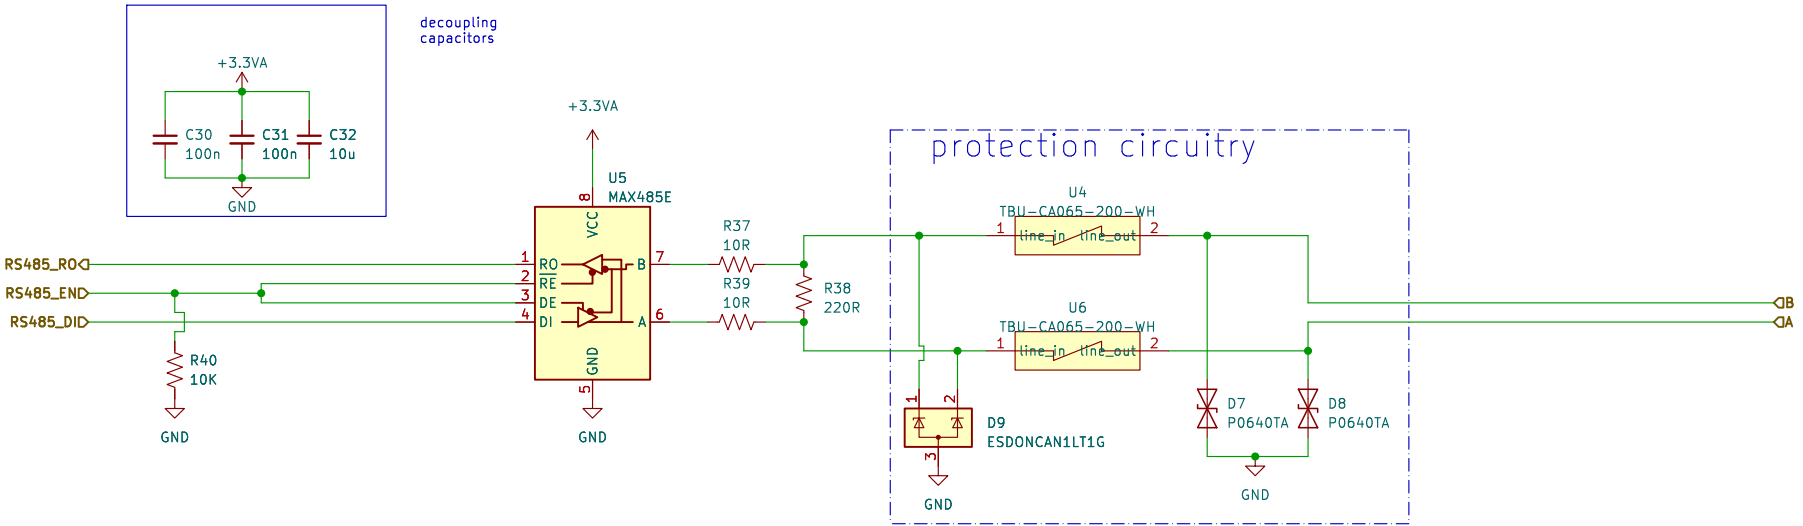 decoupling
capacitors
+3.3VA
C30
100n
C31
100n
C32
10u
GND
+3.3VA
U5
MAX485E
8
VCC
RS485_RO
RS485_EN
RS485_DI
1
RO
2
RE
3
DE
4
DI
B
7
A
6
GND
5
GND
R40
10K
GND
R37
10R
R39
10R
R38
220R
protection circuitry
U4
TBU-CA065-200-WH
1
line_in
line_out
2
U6
TBU-CA065-200-WH
1
line_in
line_out
2
B
A
1
2
3
D9
ESDONCAN1LT1G
GND
D7
P0640TA
D8
P0640TA
GND